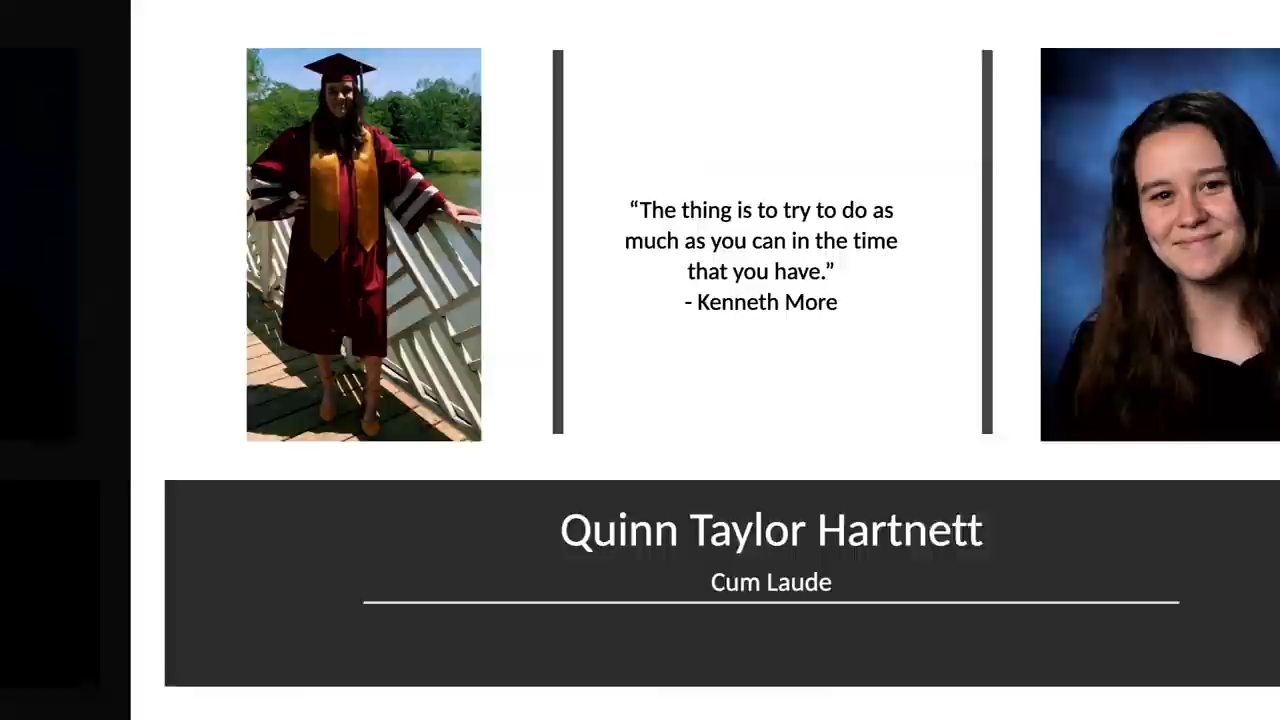 “The thing is to try to do as
much as you can in the time
that you have.”
- Kenneth More
Quinn Taylor Hartnett
Cum Laude